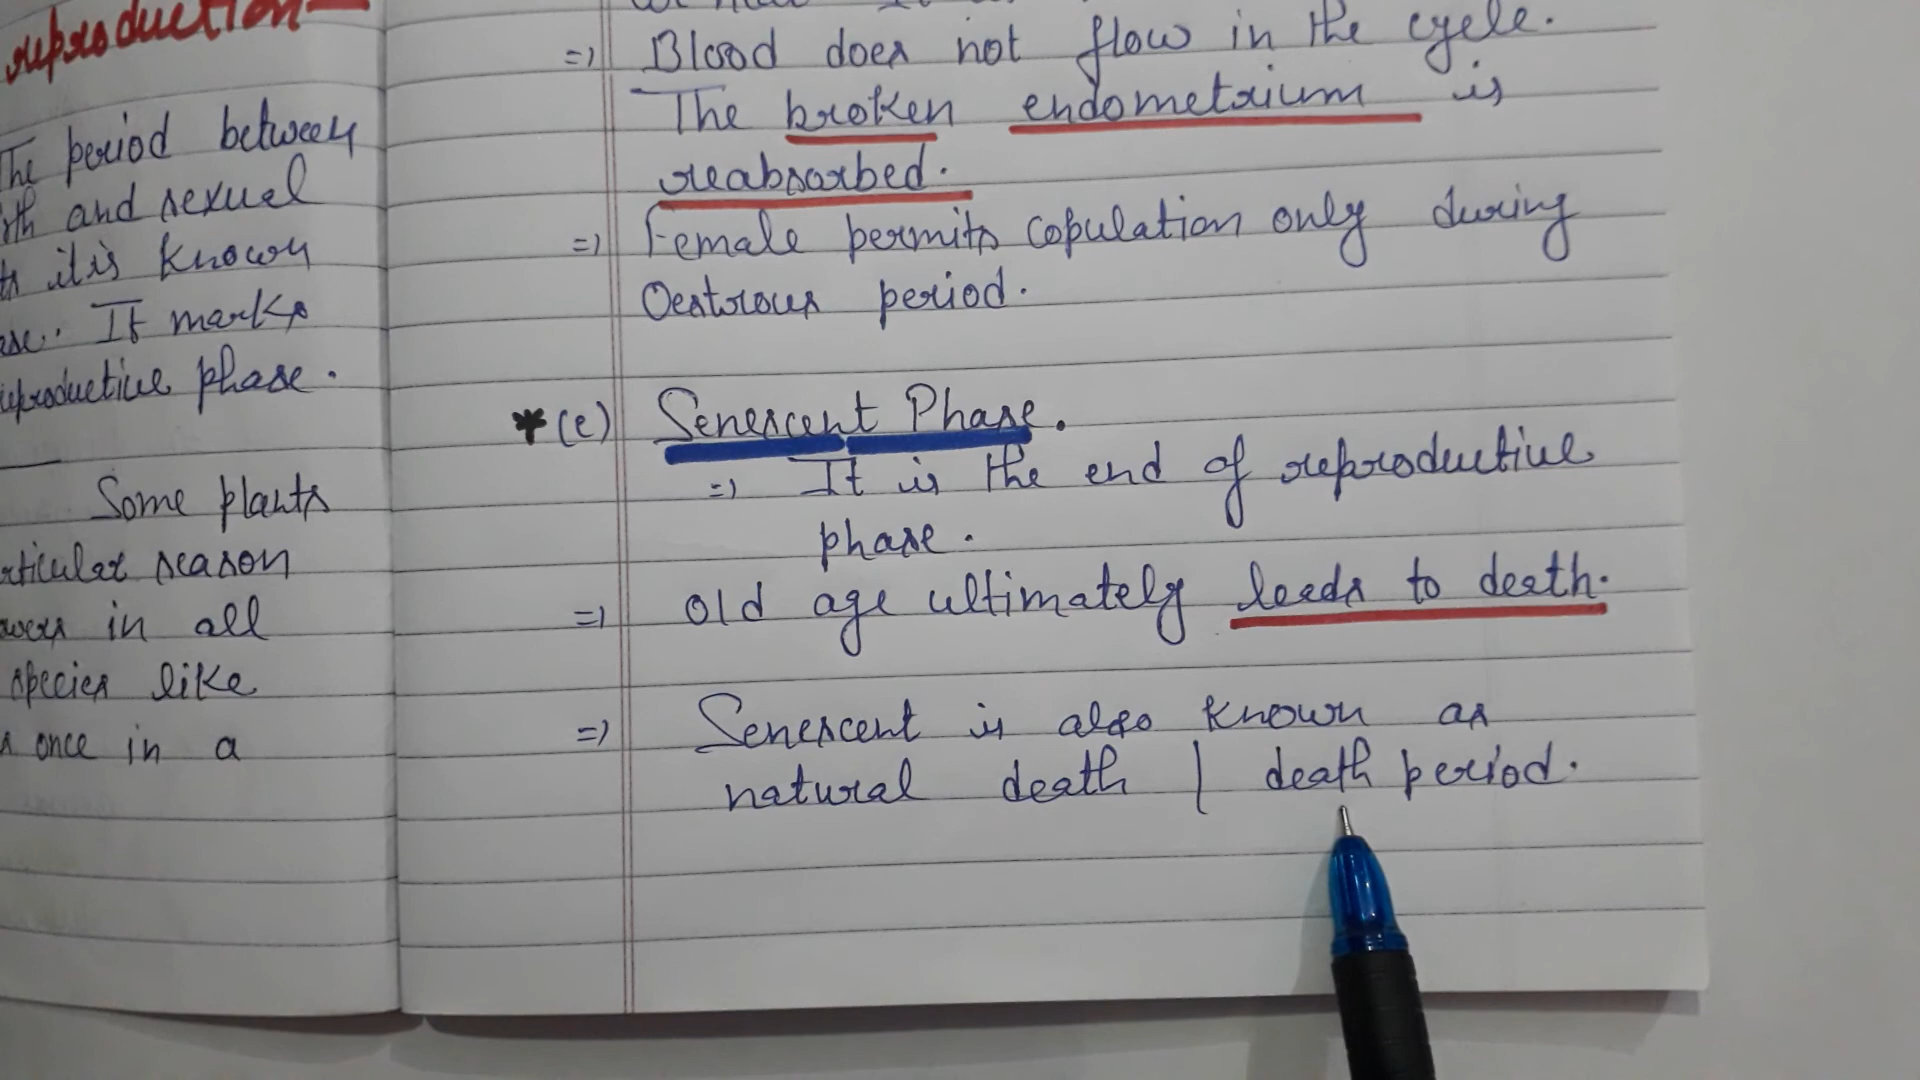 reproduction
The period between
and sexual
it is known
It marks
reproductive phase.
Some plants
season
in all
species like
once in a
=) Blood does not flow in the cycle.
The broken endometrium is
reabsorbed.
=) Female permits copulation only during
Oestrous period.
*(e) Senescent Phase.
=) It is the end of reproductive
phase.
=) Old age ultimately leads to death.
=) Senescent is also known as
natural death | death period.